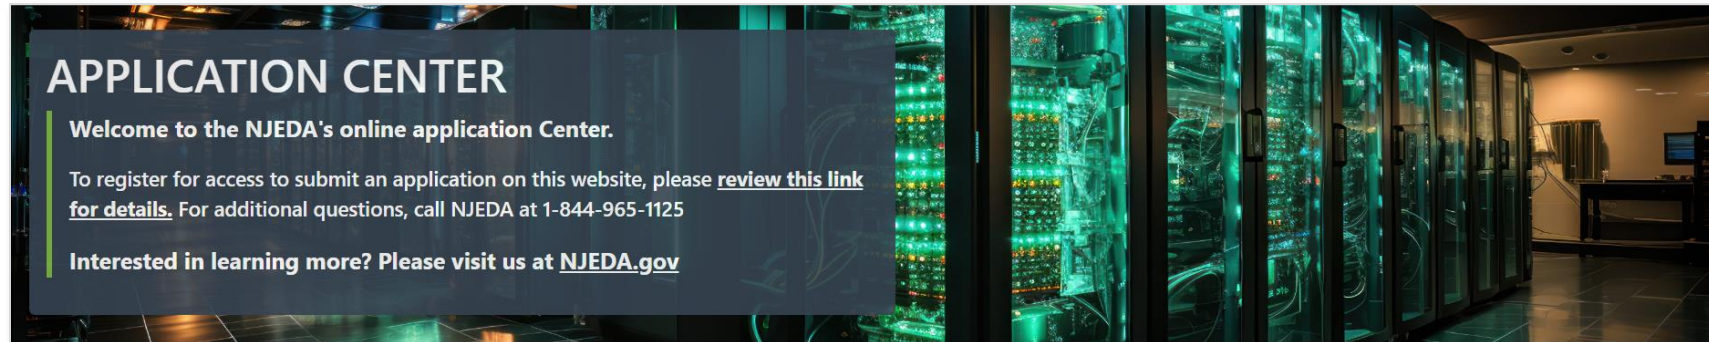 APPLICATION CENTER
Welcome to the NJEDA's online application Center.
To register for access to submit an application on this website, please review this link
for details. For additional questions, call NJEDA at 1-844-965-1125
Interested in learning more? Please visit us at NJEDA.gov